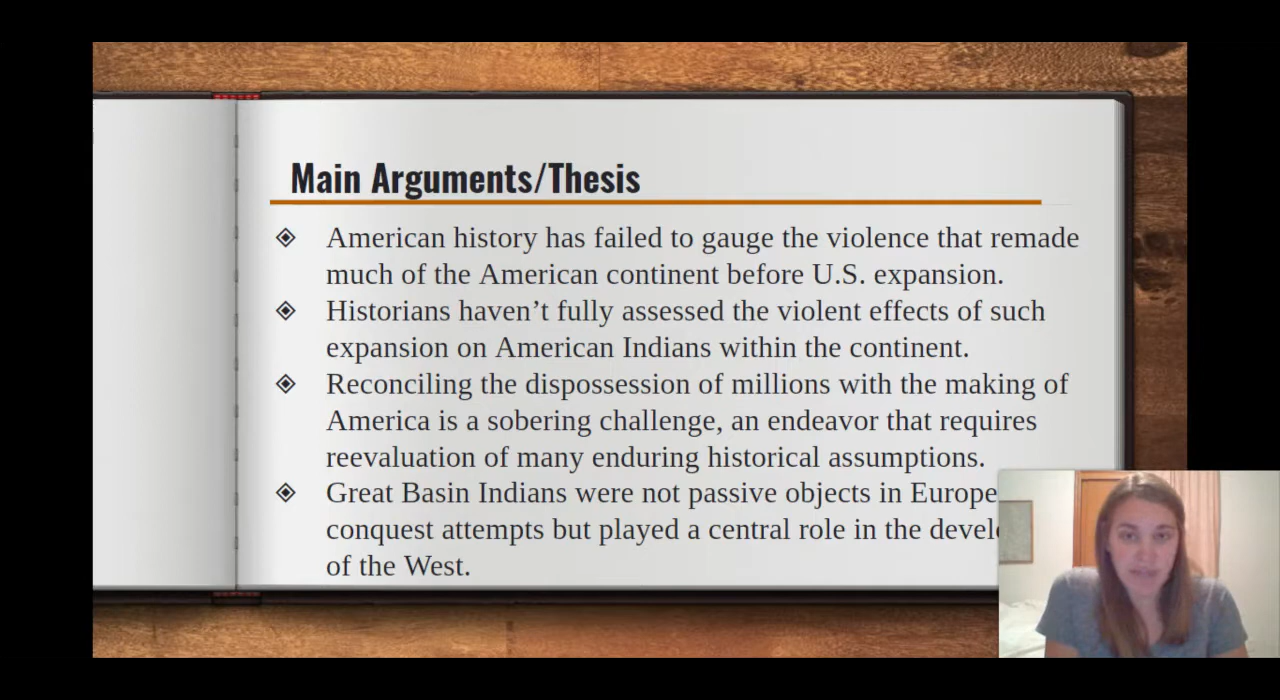 Main Arguments/Thesis
American history has failed to gauge the violence that remade
much of the American continent before U.S. expansion.
Historians haven’t fully assessed the violent effects of such
expansion on American Indians within the continent.
Reconciling the dispossession of millions with the making of
America is a sobering challenge, an endeavor that requires
reevaluation of many enduring historical assumptions.
Great Basin Indians were not passive objects in
conquest attempts but played a central role in the
of the West.